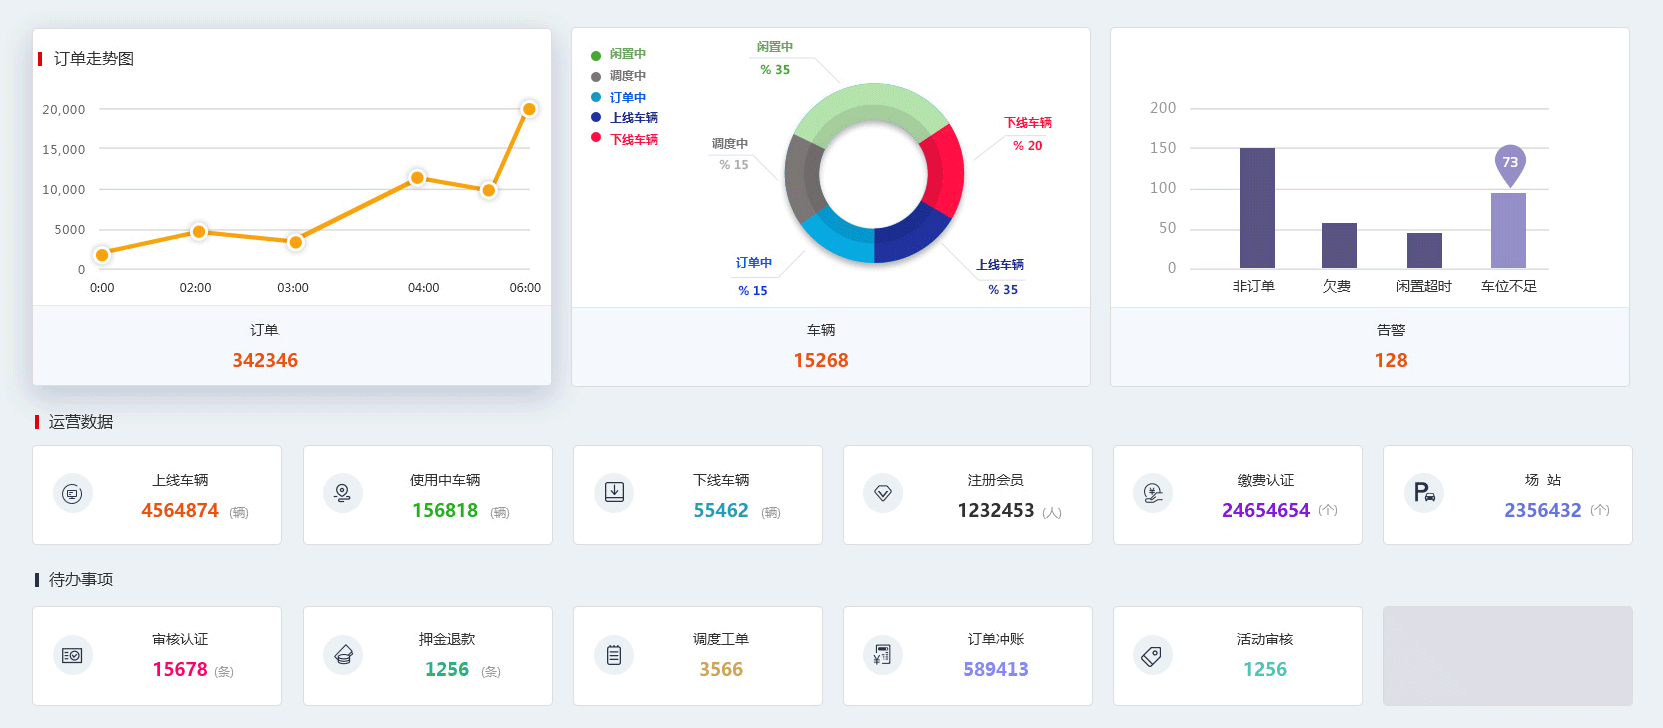 订单走势图
20,000
15,000
10,000
5000
0
0:00
02:00
03:00
04:00
06:00
订单
342346
闲置中
调度中
订单中
上线车辆
下线车辆
闲置中
% 35
下线车辆
% 20
调度中
% 15
订单中
% 15
上线车辆
% 35
车辆
15268
200
150
100
50
0
73
非订单
欠费
闲置超时
车位不足
告警
128
运营数据
上线车辆
4564874 (辆)
使用中车辆
156818 (辆)
下线车辆
55462 (辆)
注册会员
1232453 (人)
缴费认证
24654654 (个)
场 站
2356432 (个)
待办事项
审核认证
15678 (条)
押金退款
1256 (条)
调度工单
3566
订单冲账
589413
活动审核
1256